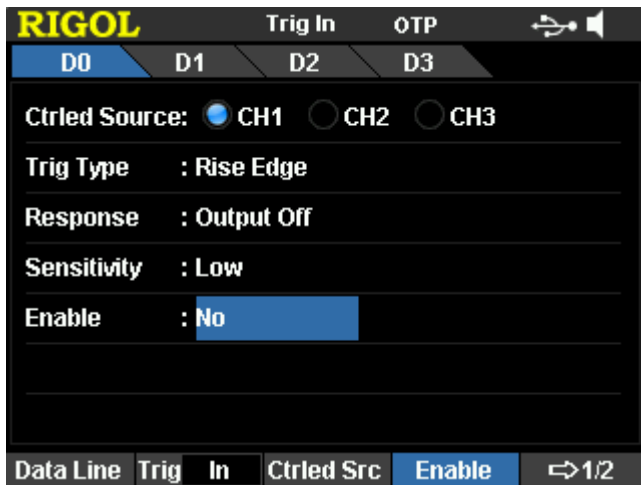 RIGOL Trig In OTP
D0 D1 D2 D3
Ctrled Source: CH1 CH2 CH3
Trig Type : Rise Edge
Response : Output Off
Sensitivity : Low
Enable : No
Data Line Trig In Ctrled Src Enable ⇨1/2